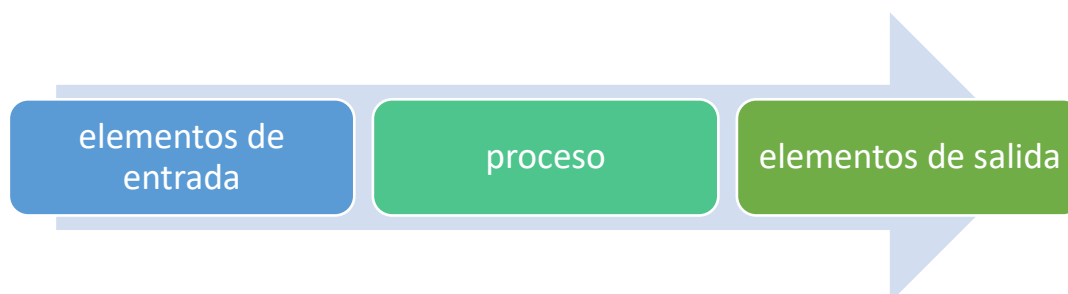 elementos de
entrada
proceso
elementos de salida